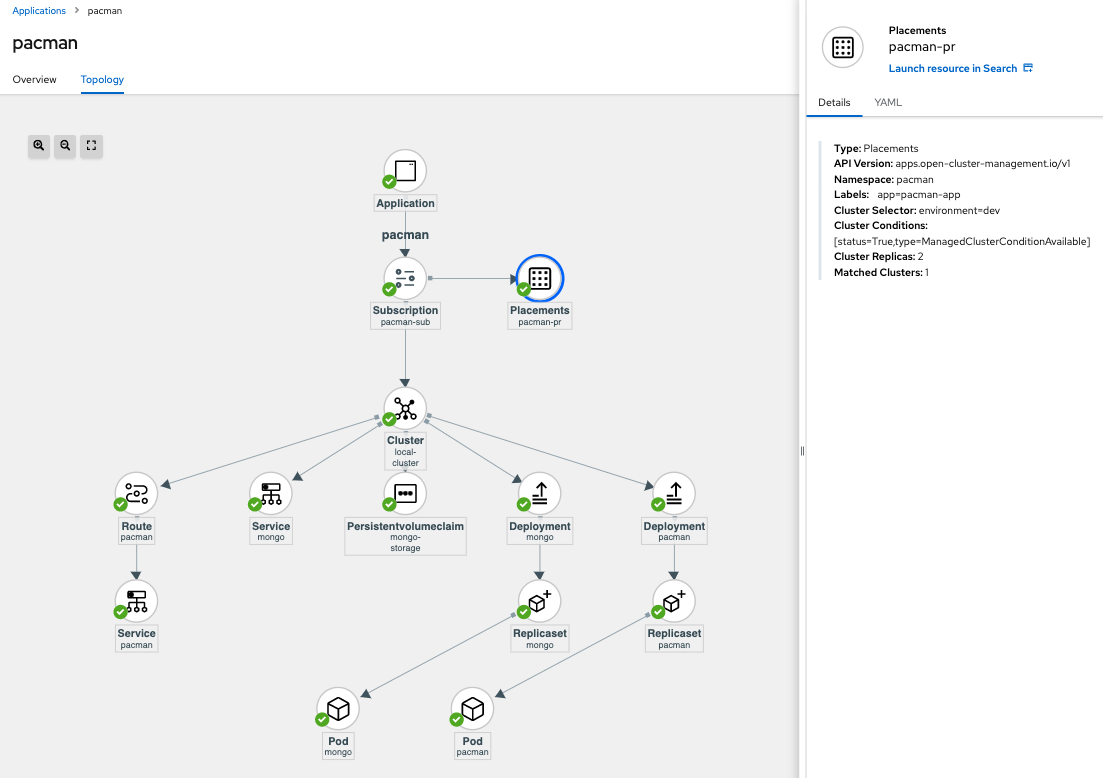 Applications > pacman
pacman
Overview Topology
Application
pacman
Subscription
pacman-sub
Placements
pacman-pr
Cluster
local-
cluster
Route
pacman
Service
mongo
Persistentvolumeclaim
mongo-
storage
Deployment
mongo
Deployment
pacman
Service
pacman
Replicaset
mongo
Replicaset
pacman
Pod
mongo
Pod
pacman
Placements
pacman-pr
Launch resource in Search
Details YAML
Type: Placements
API Version: apps.open-cluster-management.io/v1
Namespace: pacman
Labels: app=pacman-app
Cluster Selector: environment=dev
Cluster Conditions:
[status=True,type=ManagedClusterConditionAvailable]
Cluster Replicas: 2
Matched Clusters: 1